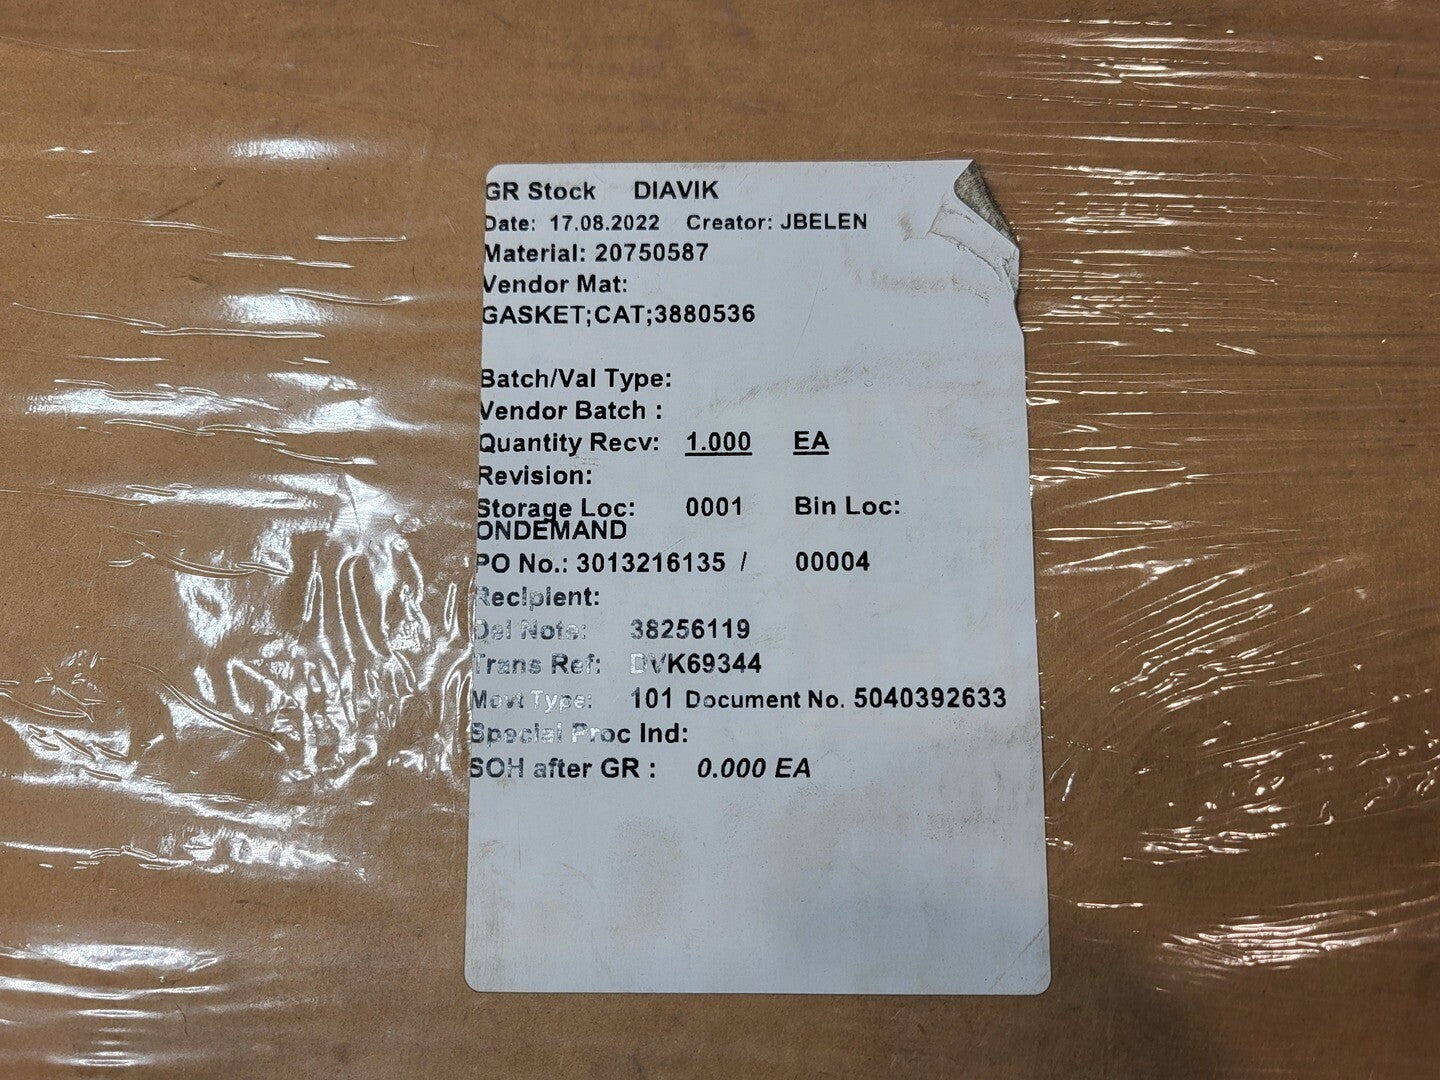 GR Stock DIAVIK
Date: 17.08.2022 Creator: JBELEN
Material: 20750587
Vendor Mat:
GASKET;CAT;3880536
Batch/Val Type:
Vendor Batch :
Quantity Recv: 1.000 EA
Revision:
Storage Loc: 0001 Bin Loc:
ONDEMAND
PO No.: 3013216135 / 00004
Recipient:
Del Note: 38256119
Trans Ref: DVK69344
Movt Type: 101 Document No. 5040392633
Special Proc Ind:
SOH after GR : 0.000 EA